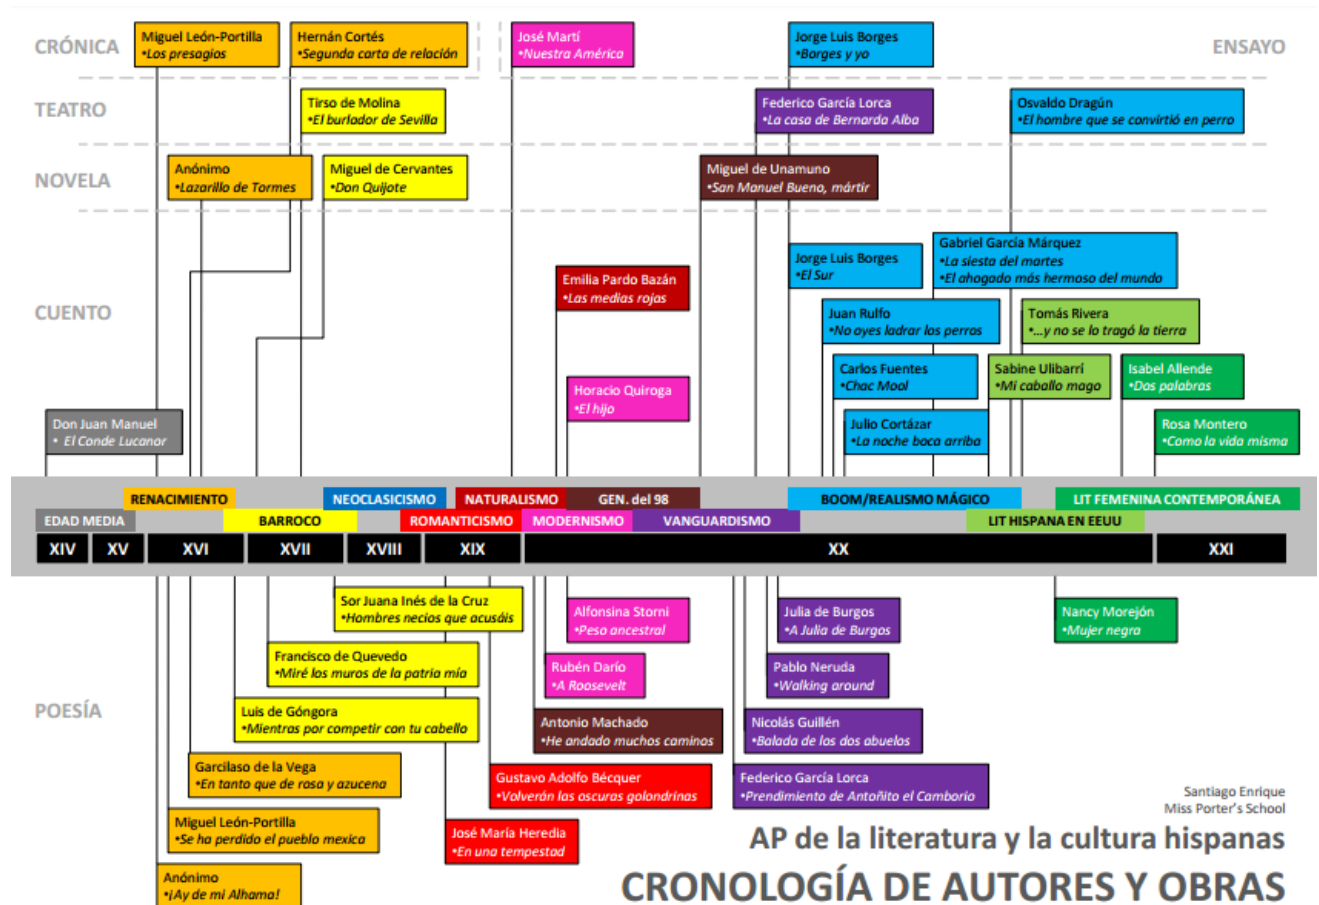 CRÓNICA
Miguel León-Portilla
•Los presagios
Hernán Cortés
•Segunda carta de relación
José Martí
•Nuestra América
Jorge Luis Borges
•Borges y yo
ENSAYO
TEATRO
Tirso de Molina
•El burlador de Sevilla
Federico García Lorca
•La casa de Bernarda Alba
Osvaldo Dragún
•El hombre que se convirtió en perro
NOVELA
Anónimo
•Lazarillo de Tormes
Miguel de Cervantes
•Don Quijote
Miguel de Unamuno
•San Manuel Bueno, mártir
CUENTO
Jorge Luis Borges
•El Sur
Gabriel García Márquez
•La siesta del martes
•El ahogado más hermoso del mundo
Emilia Pardo Bazán
•Las medias rojas
Juan Rulfo
•No oyes ladrar los perros
Tomás Rivera
•...y no se lo tragó la tierra
Carlos Fuentes
•Chac Mool
Sabine Ulibarrí
•Mi caballo mago
Isabel Allende
•Dos palabras
Horacio Quiroga
•El hijo
Don Juan Manuel
• El Conde Lucanor
Julio Cortázar
•La noche boca arriba
Rosa Montero
•Como la vida misma
RENACIMIENTO
NEOCLASICISMO
NATURALISMO
GEN. del 98
BOOM/REALISMO MÁGICO
LIT FEMENINA CONTEMPORÁNEA
EDAD MEDIA
BARROCO
ROMANTICISMO
MODERNISMO
VANGUARDISMO
LIT HISPANA EN EEUU
XIV
XV
XVI
XVII
XVIII
XIX
XX
XXI
POESÍA
Sor Juana Inés de la Cruz
•Hombres necios que acusáis
Alfonsina Storni
•Peso ancestral
Julia de Burgos
•A Julia de Burgos
Nancy Morejón
•Mujer negra
Francisco de Quevedo
•Miré los muros de la patria mía
Rubén Darío
•A Roosevelt
Pablo Neruda
•Walking around
Luis de Góngora
•Mientras por competir con tu cabello
Antonio Machado
•He andado muchos caminos
Nicolás Guillén
•Balada de los dos abuelos
Garcilaso de la Vega
•En tanto que de rosa y azucena
Gustavo Adolfo Bécquer
•Volverán las oscuras golondrinas
Federico García Lorca
•Prendimiento de Antoñito el Camborio
Miguel León-Portilla
•Se ha perdido el pueblo mexica
José María Heredia
•En una tempestad
Anónimo
•¡Ay de mi Alhama!
Santiago Enrique
Miss Porter's School
AP de la literatura y la cultura hispanas
CRONOLOGÍA DE AUTORES Y OBRAS